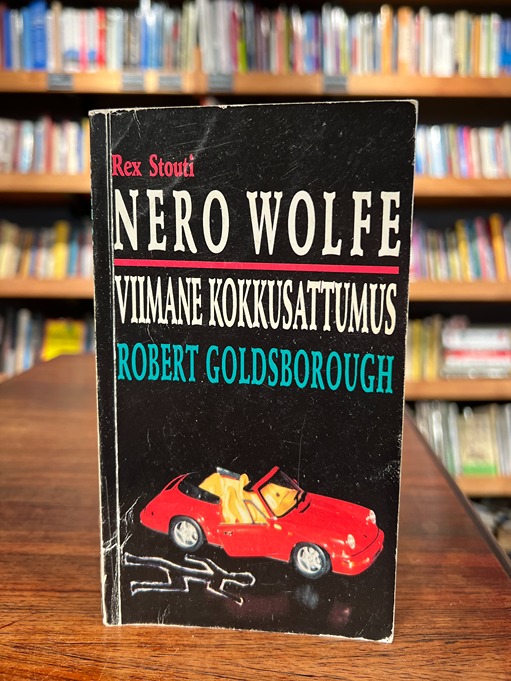 Rex Stouti
NERO WOLFE
VIIMANE KOKKUSATTUMUS
ROBERT GOLDSBOROUGH